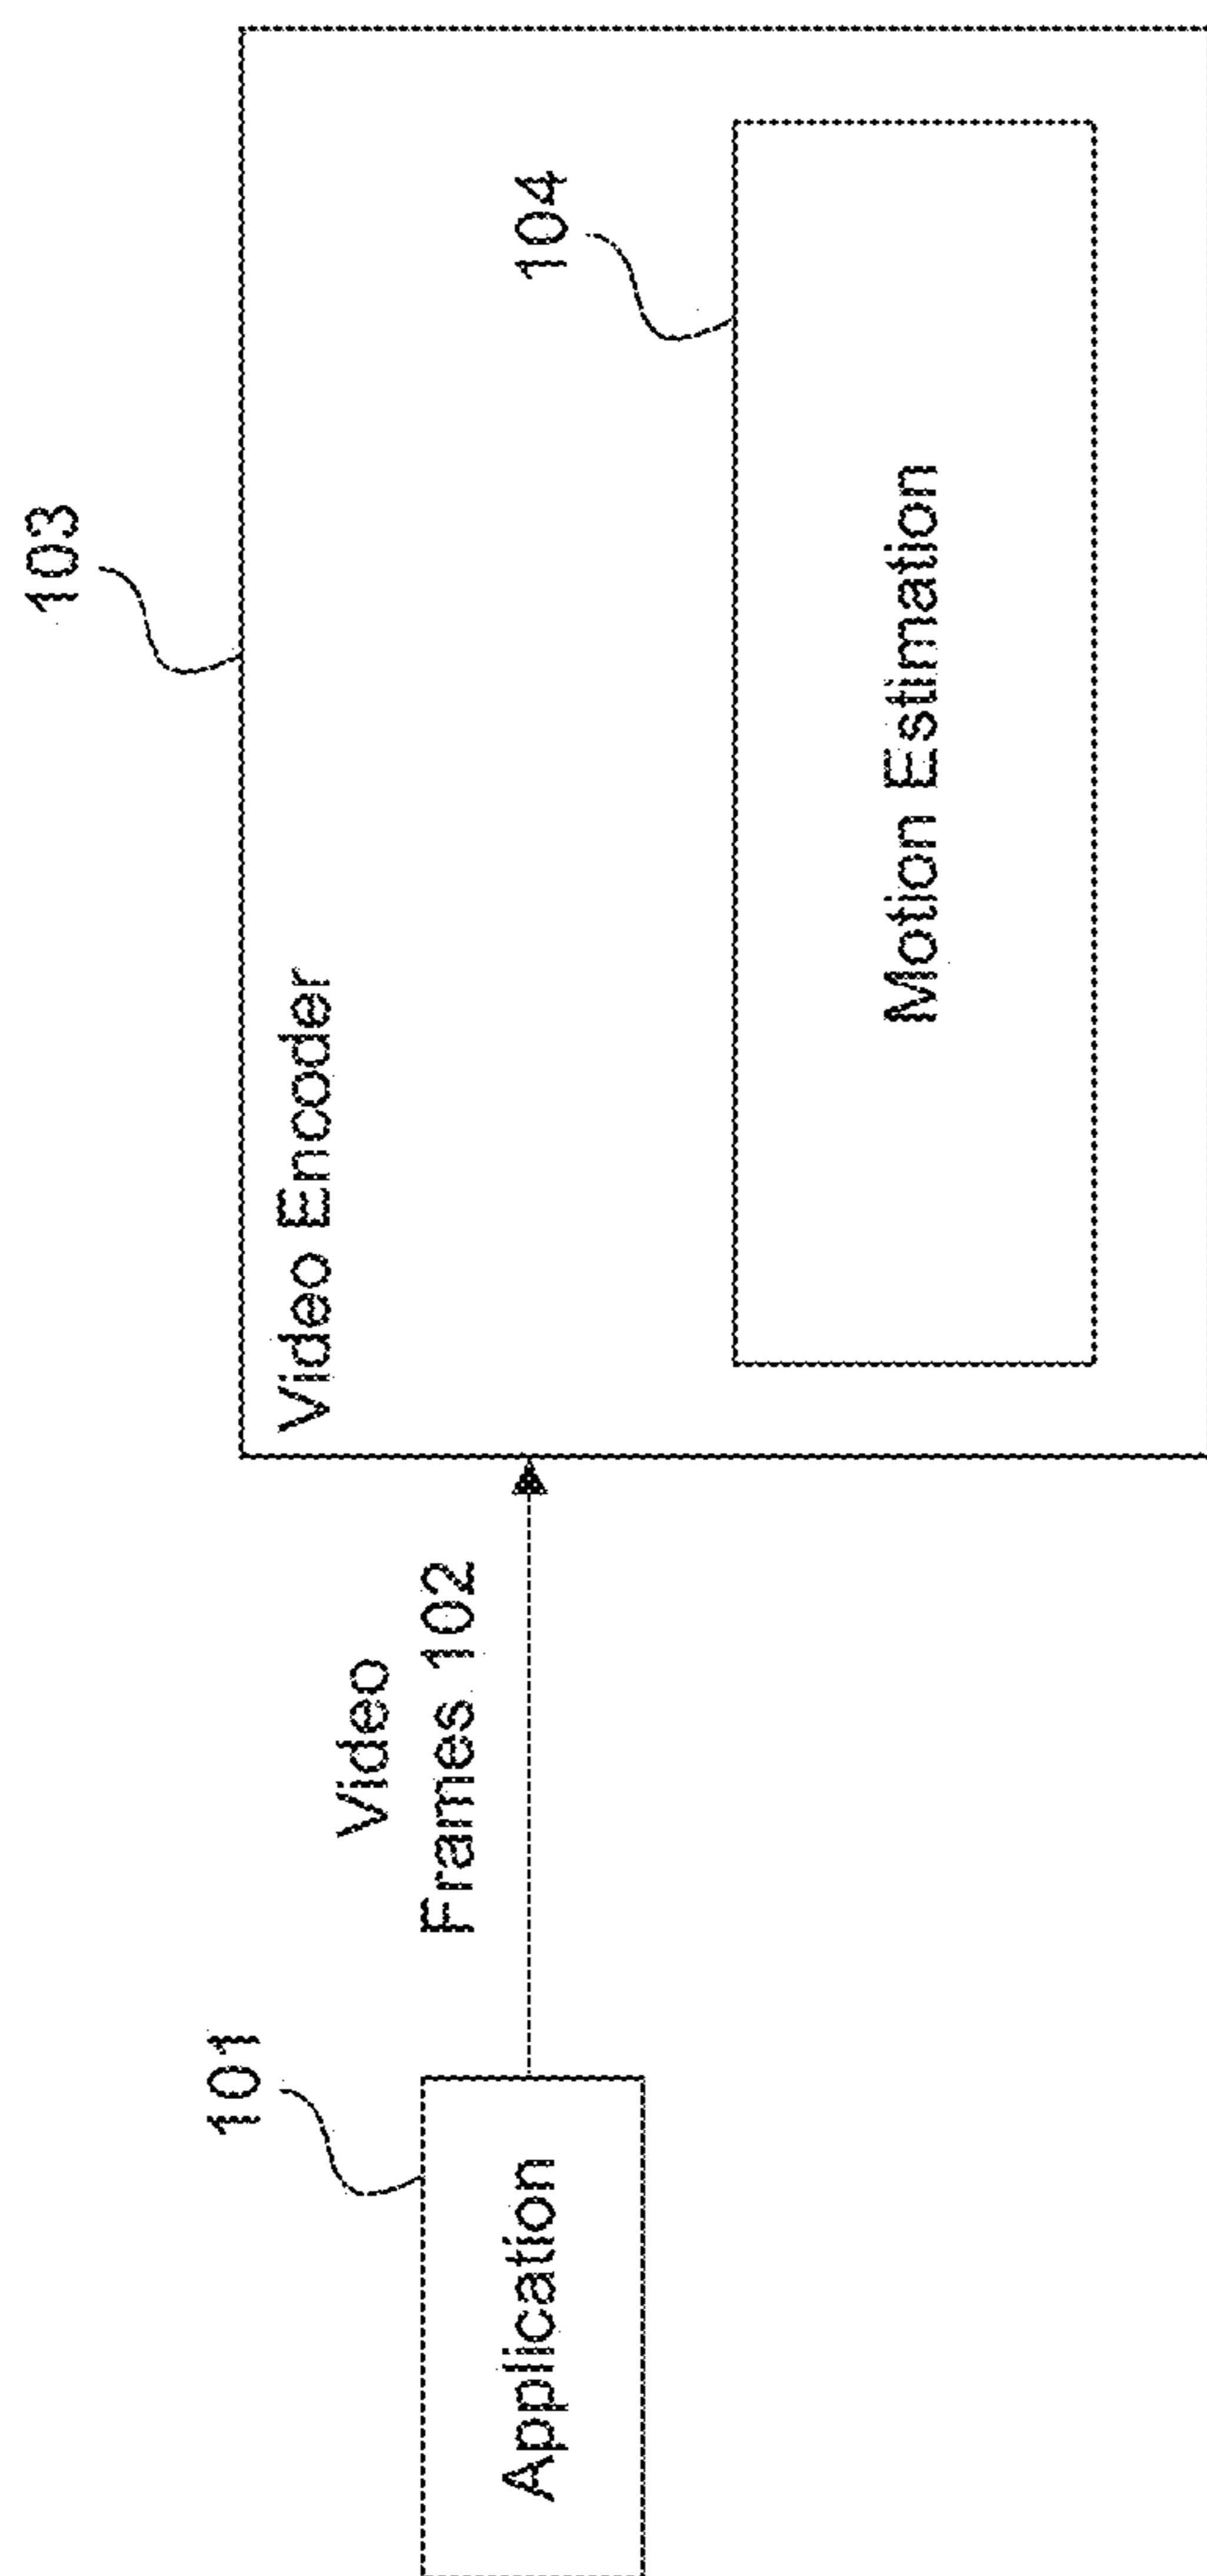 103
Video Encoder
104
Motion Estimation
Video
Frames 102
101
Application